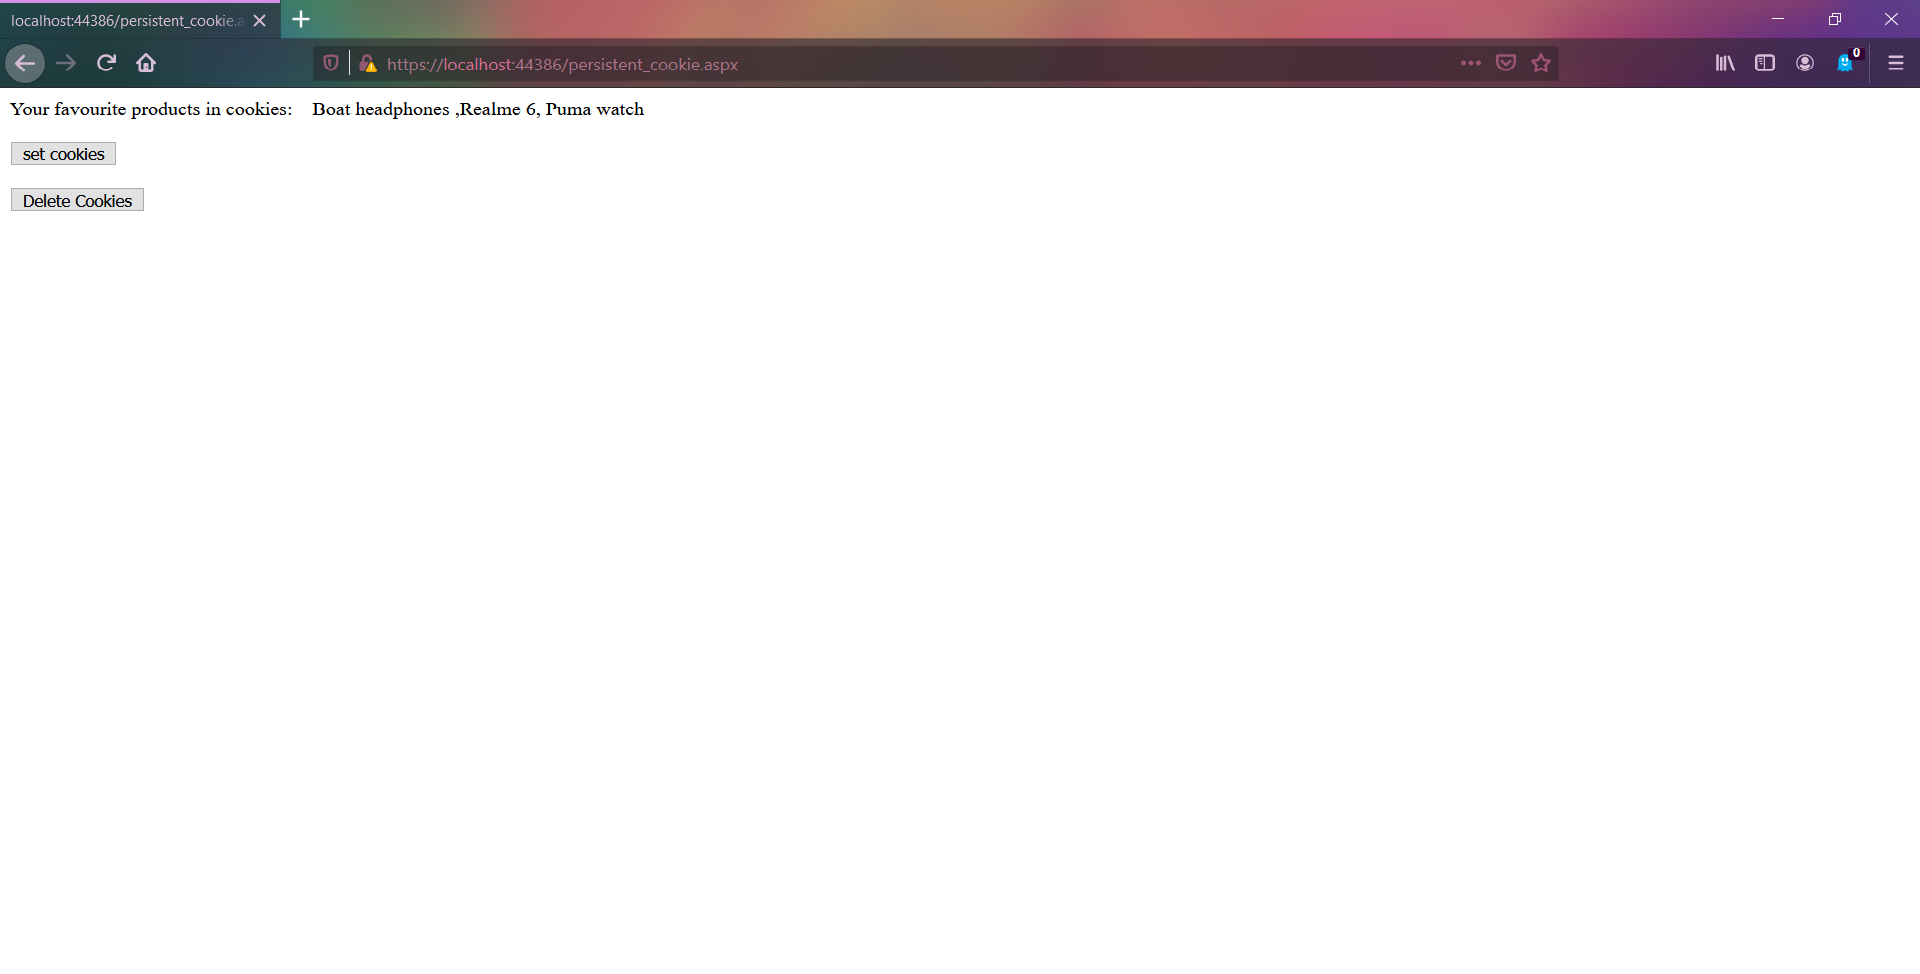 localhost:44386/persistent_cookie.a
https://localhost:44386/persistent_cookie.aspx
0
Your favourite products in cookies: Boat headphones ,Realme 6, Puma watch
set cookies
Delete Cookies